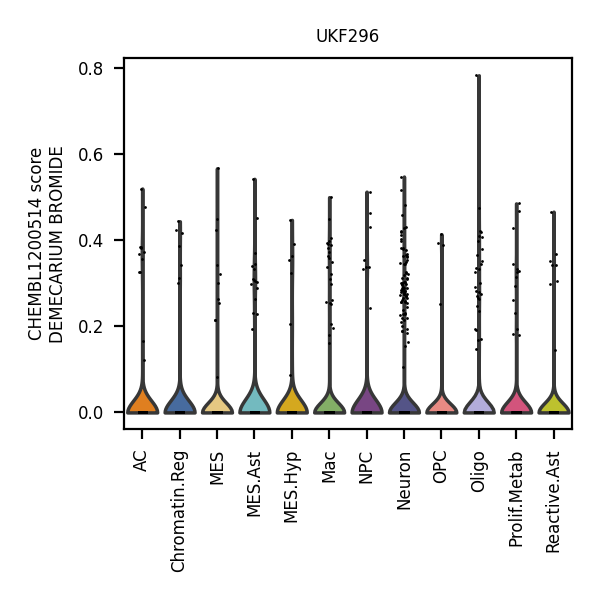 UKF296
CHEMBL1200514 score
DEMECARIUM BROMIDE
0.8
0.6
0.4
0.2
0.0
AC
Chromatin.Reg
MES
MES.Ast
MES.Hyp
Mac
NPC
Neuron
OPC
Oligo
Prolif.Metab
Reactive.Ast